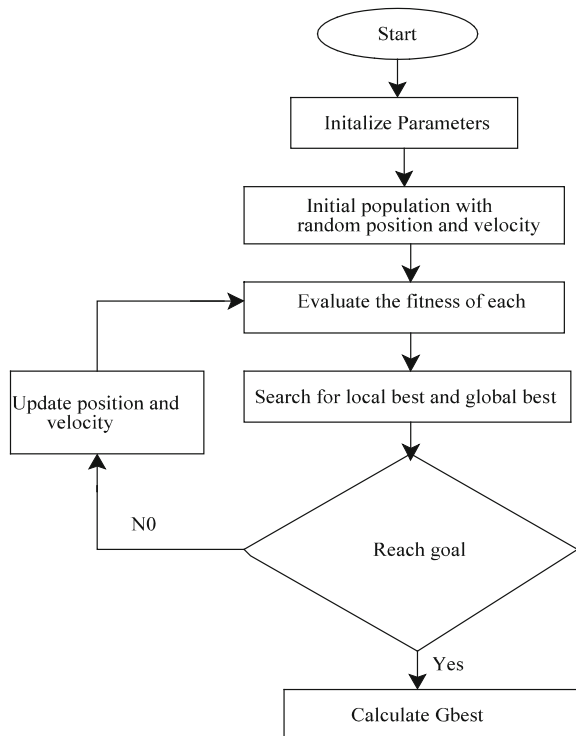 Start
Initalize Parameters
Initial population with
random position and velocity
Evaluate the fitness of each
Search for local best and global best
Update position and
velocity
N0
Reach goal
Yes
Calculate Gbest